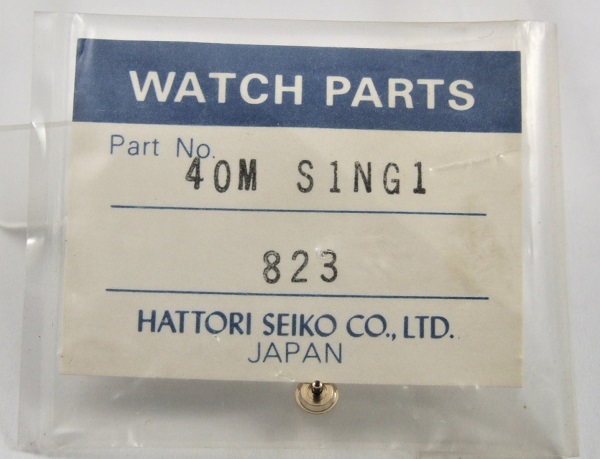 WATCH PARTS
Part No.
40M S1NG1
823
HATTORI SEIKO CO., LTD.
JAPAN